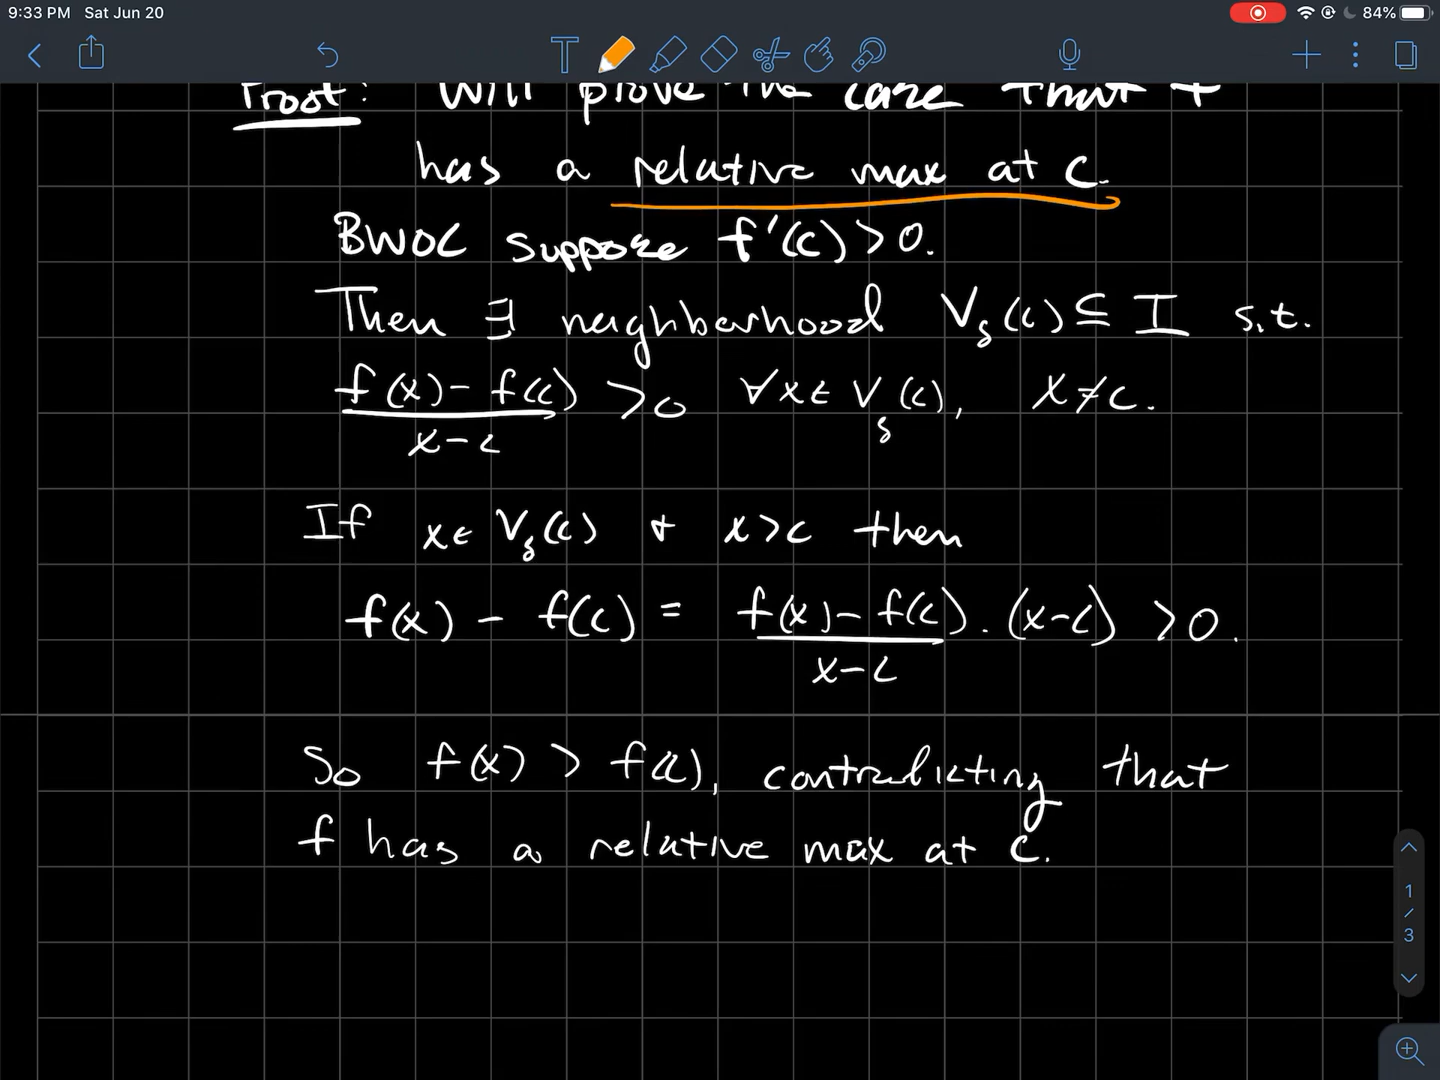 9:33 PM Sat Jun 20
84%
T
Proof: Will prove the case that f
has a relative max at c.
BWOC suppose f'(c) > 0.
Then ∃ neighborhood V_δ(c) ⊆ I s.t.
f(x) - f(c) / x - c > 0 ∀x ∈ V_δ(c), x ≠ c.
If x ∈ V_δ(c) & x > c then
f(x) - f(c) = f(x) - f(c) / x - c · (x - c) > 0.
So f(x) > f(c), contradicting that
f has a relative max at c.
1
/
3